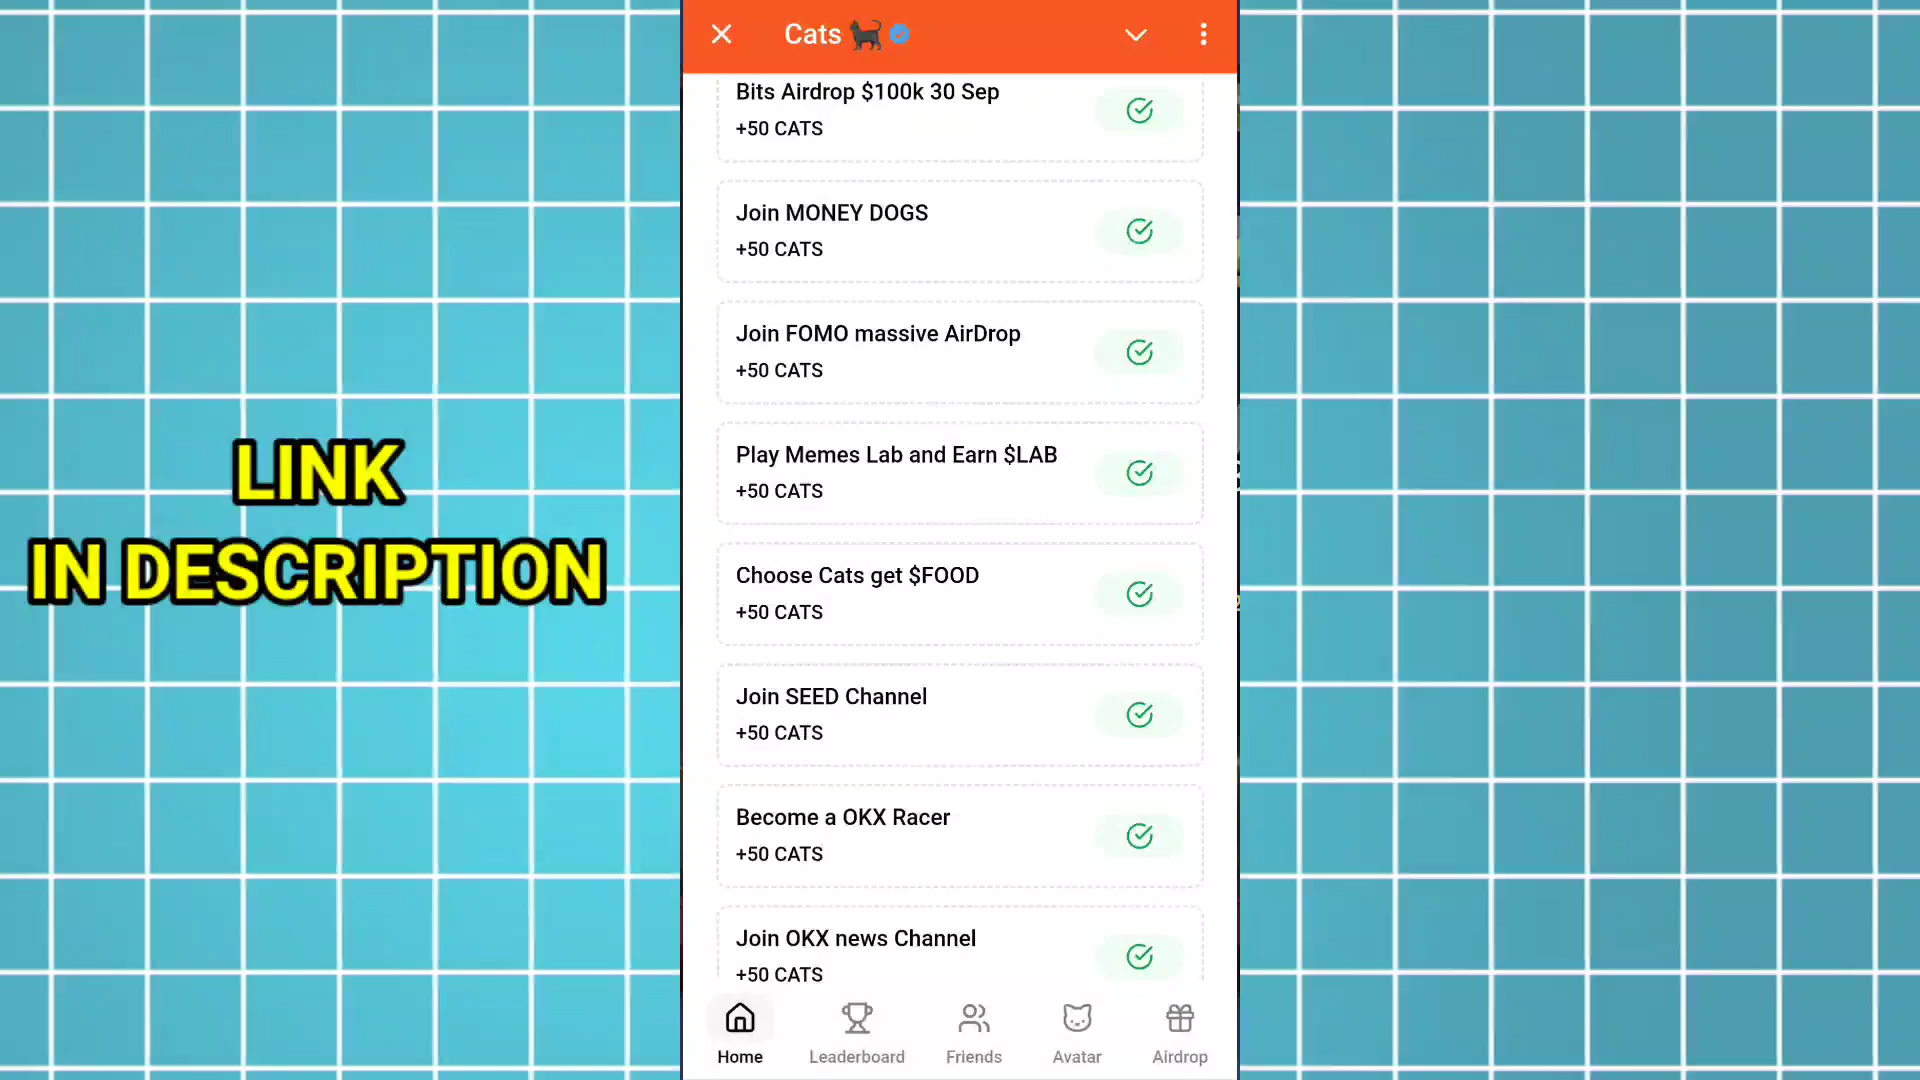 Cats
Bits Airdrop $100k 30 Sep
+50 CATS
Join MONEY DOGS
+50 CATS
Join FOMO massive AirDrop
+50 CATS
Play Memes Lab and Earn $LAB
+50 CATS
Choose Cats get $FOOD
+50 CATS
Join SEED Channel
+50 CATS
Become a OKX Racer
+50 CATS
Join OKX news Channel
+50 CATS
Home
Leaderboard
Friends
Avatar
Airdrop
LINK
IN DESCRIPTION